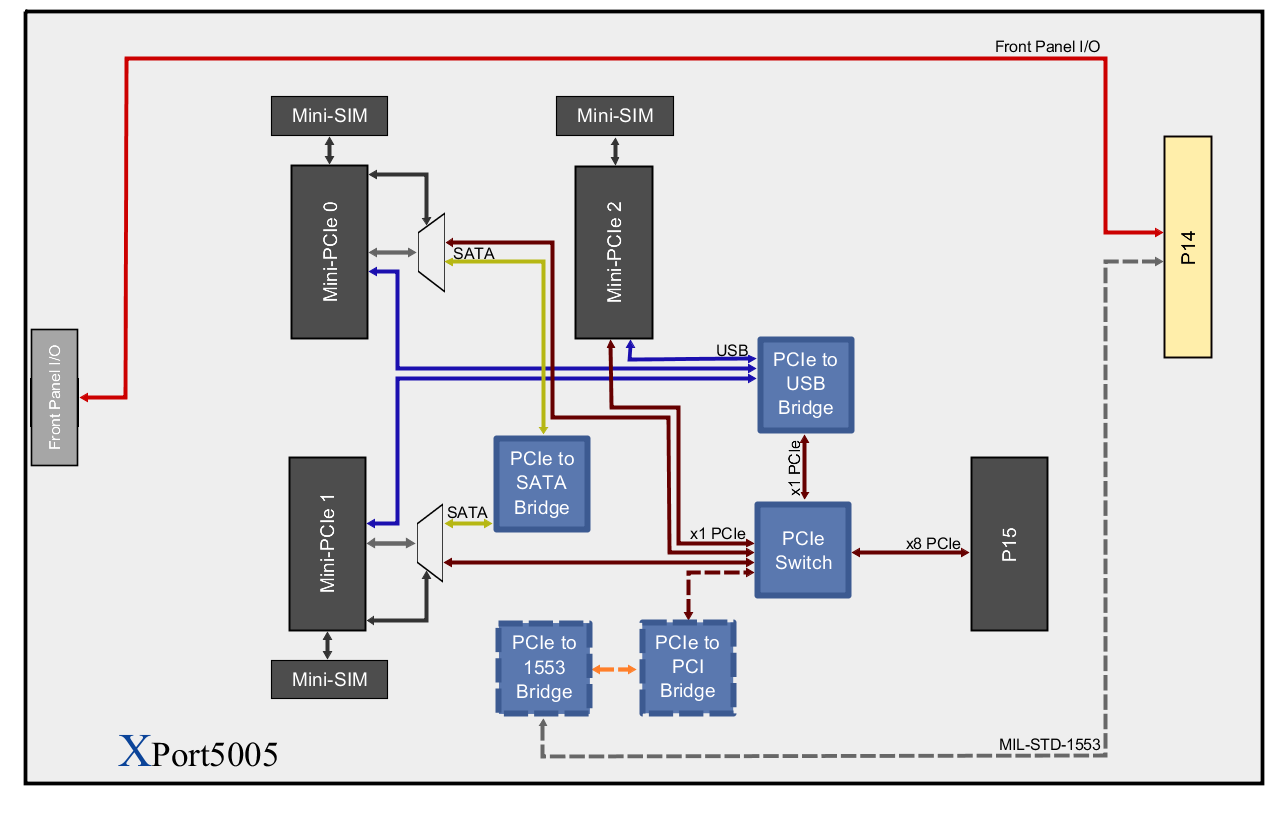 Front Panel I/O
Mini-SIM
Mini-SIM
Mini-PCIe 0
Mini-PCIe 2
P14
SATA
Front Panel I/O
USB
PCIe to
USB
Bridge
PCIe to
SATA
Bridge
x1 PCIe
Mini-PCIe 1
SATA
x1 PCIe
PCIe
Switch
x8 PCIe
P15
PCIe to
1553
Bridge
PCIe to
PCI
Bridge
Mini-SIM
MIL-STD-1553
XPort5005